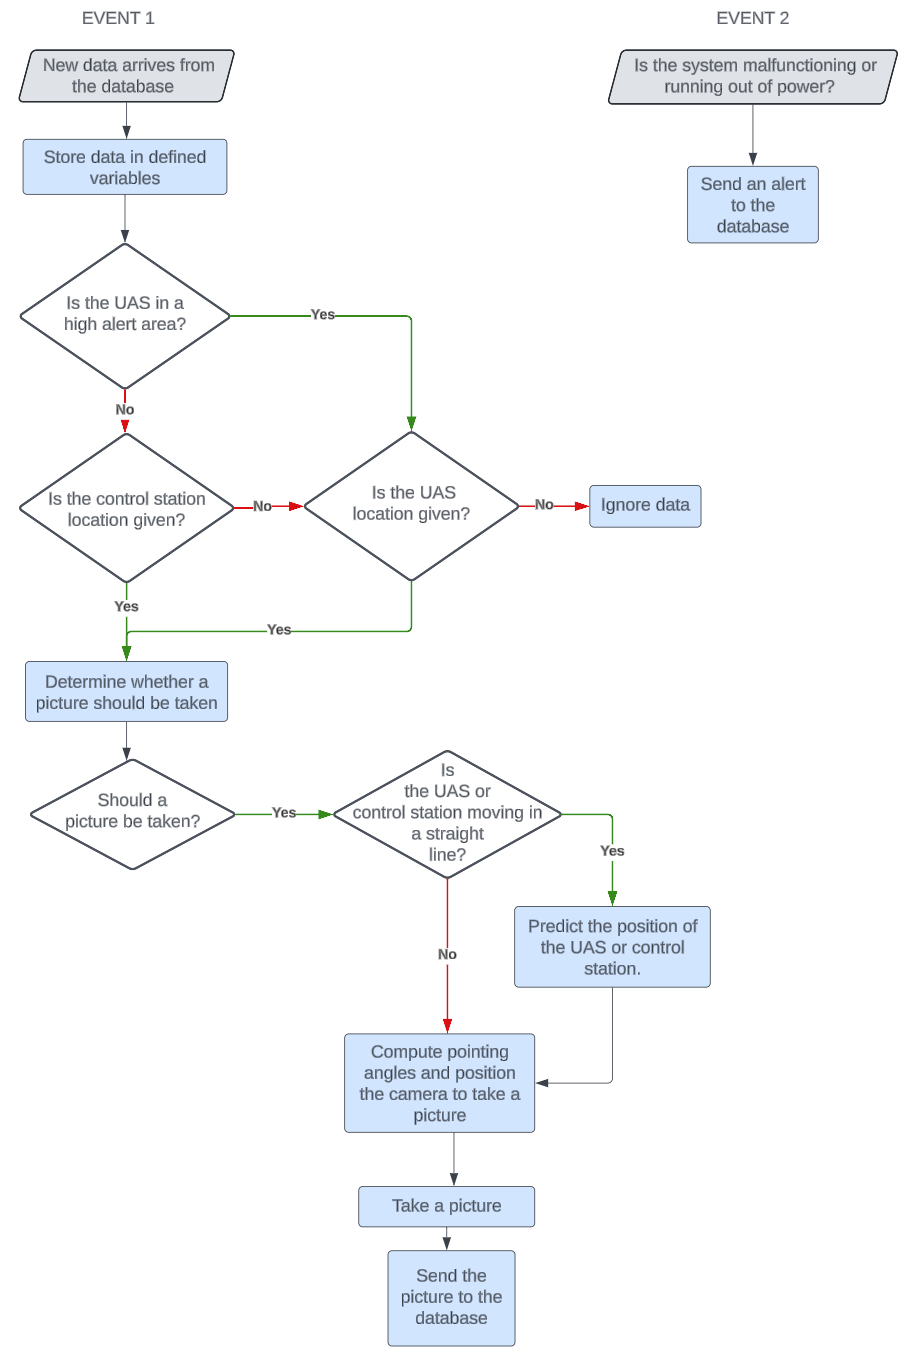 EVENT 1
EVENT 2
New data arrives from
the database
Is the system malfunctioning or
running out of power?
Store data in defined
variables
Send an alert
to the
database
Is the UAS in a
high alert area?
Yes
No
Is the control station
location given?
No
Is the UAS
location given?
No
Ignore data
Yes
Yes
Determine whether a
picture should be taken
Should a
picture be taken?
Yes
Is
the UAS or
control station moving in
a straight
line?
Yes
No
Predict the position of
the UAS or control
station.
Compute pointing
angles and position
the camera to take a
picture
Take a picture
Send the
picture to the
database